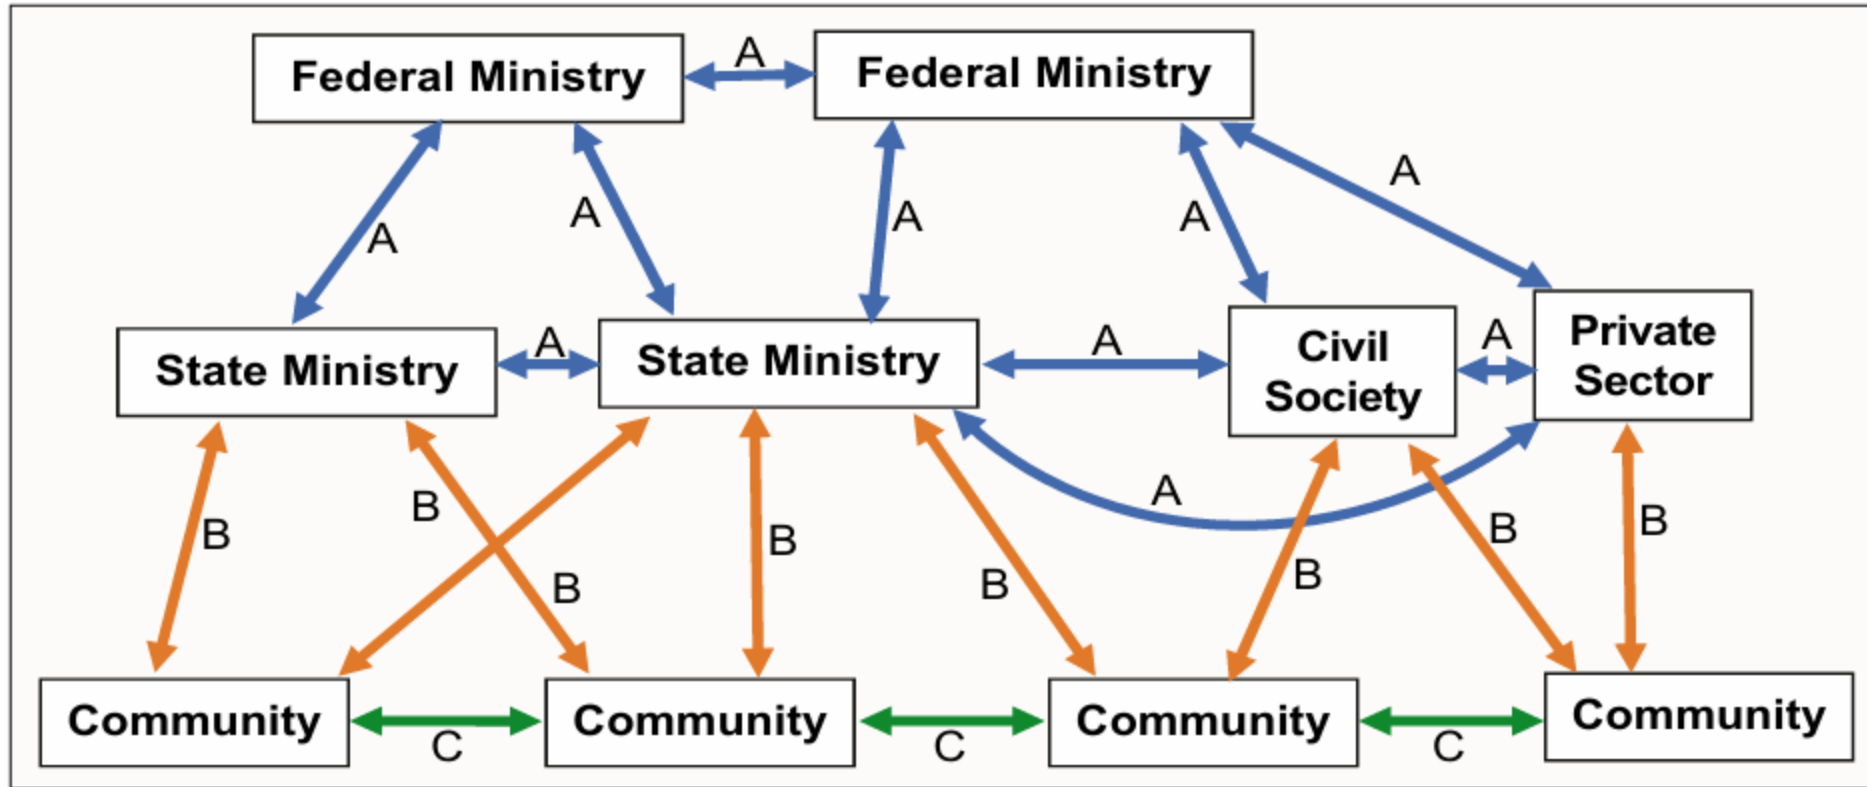 Federal Ministry
A
Federal Ministry
A
A
A
A
A
State Ministry
A
State Ministry
A
Civil
Society
A
Private
Sector
A
B
B
B
B
B
B
B
B
Community
C
Community
C
Community
C
Community